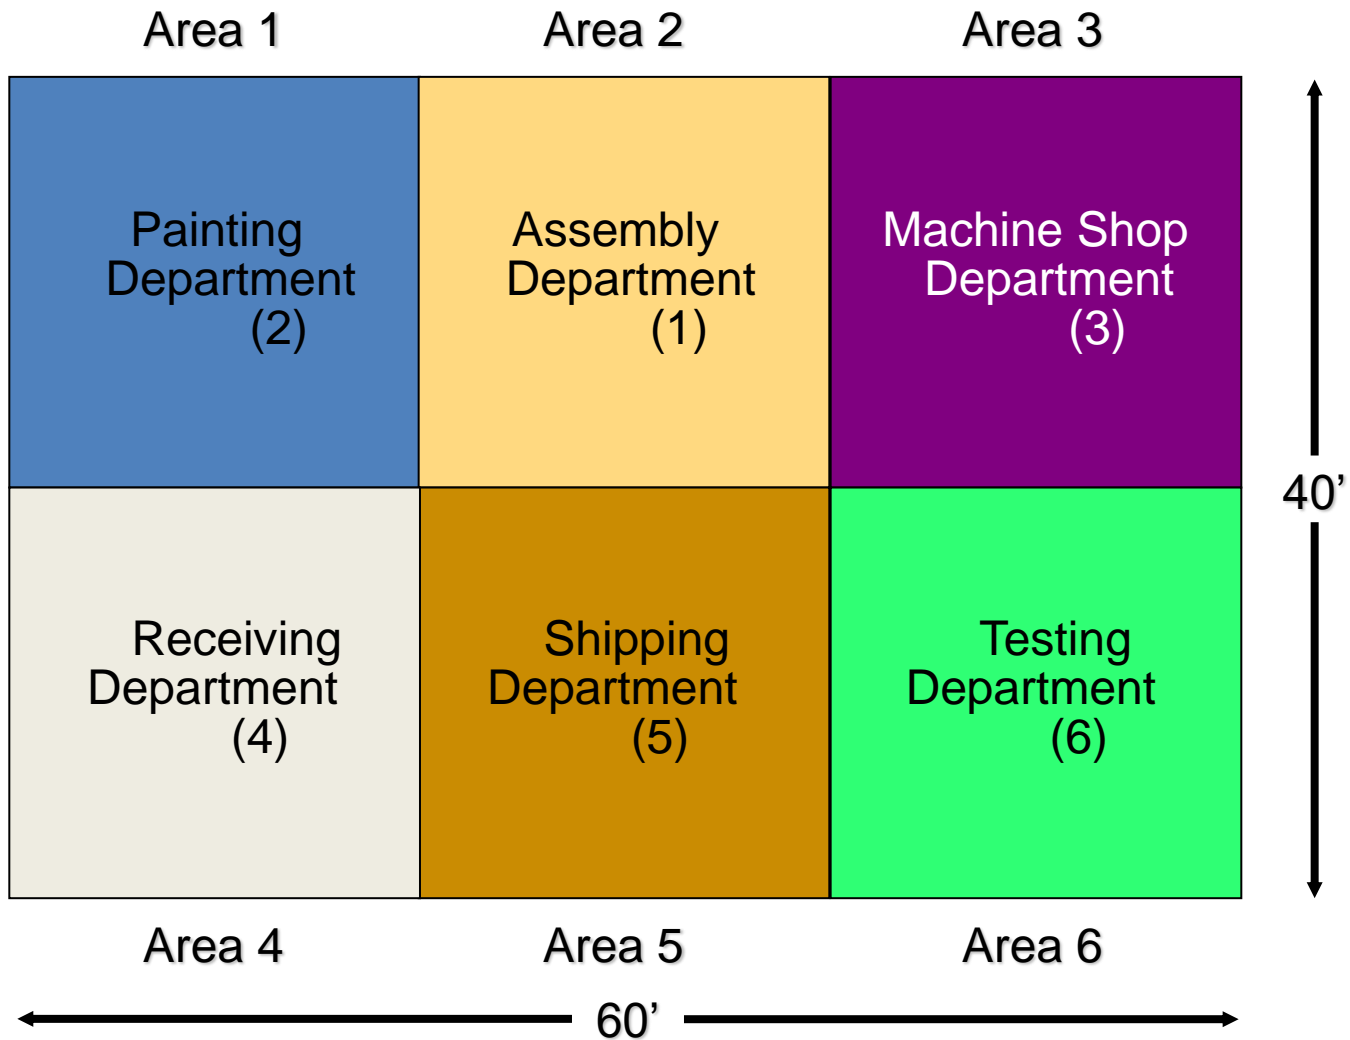 Area 1
Area 2
Area 3
Painting
Department
(2)
Assembly
Department
(1)
Machine Shop
Department
(3)
40’
Receiving
Department
(4)
Shipping
Department
(5)
Testing
Department
(6)
Area 4
Area 5
Area 6
60’